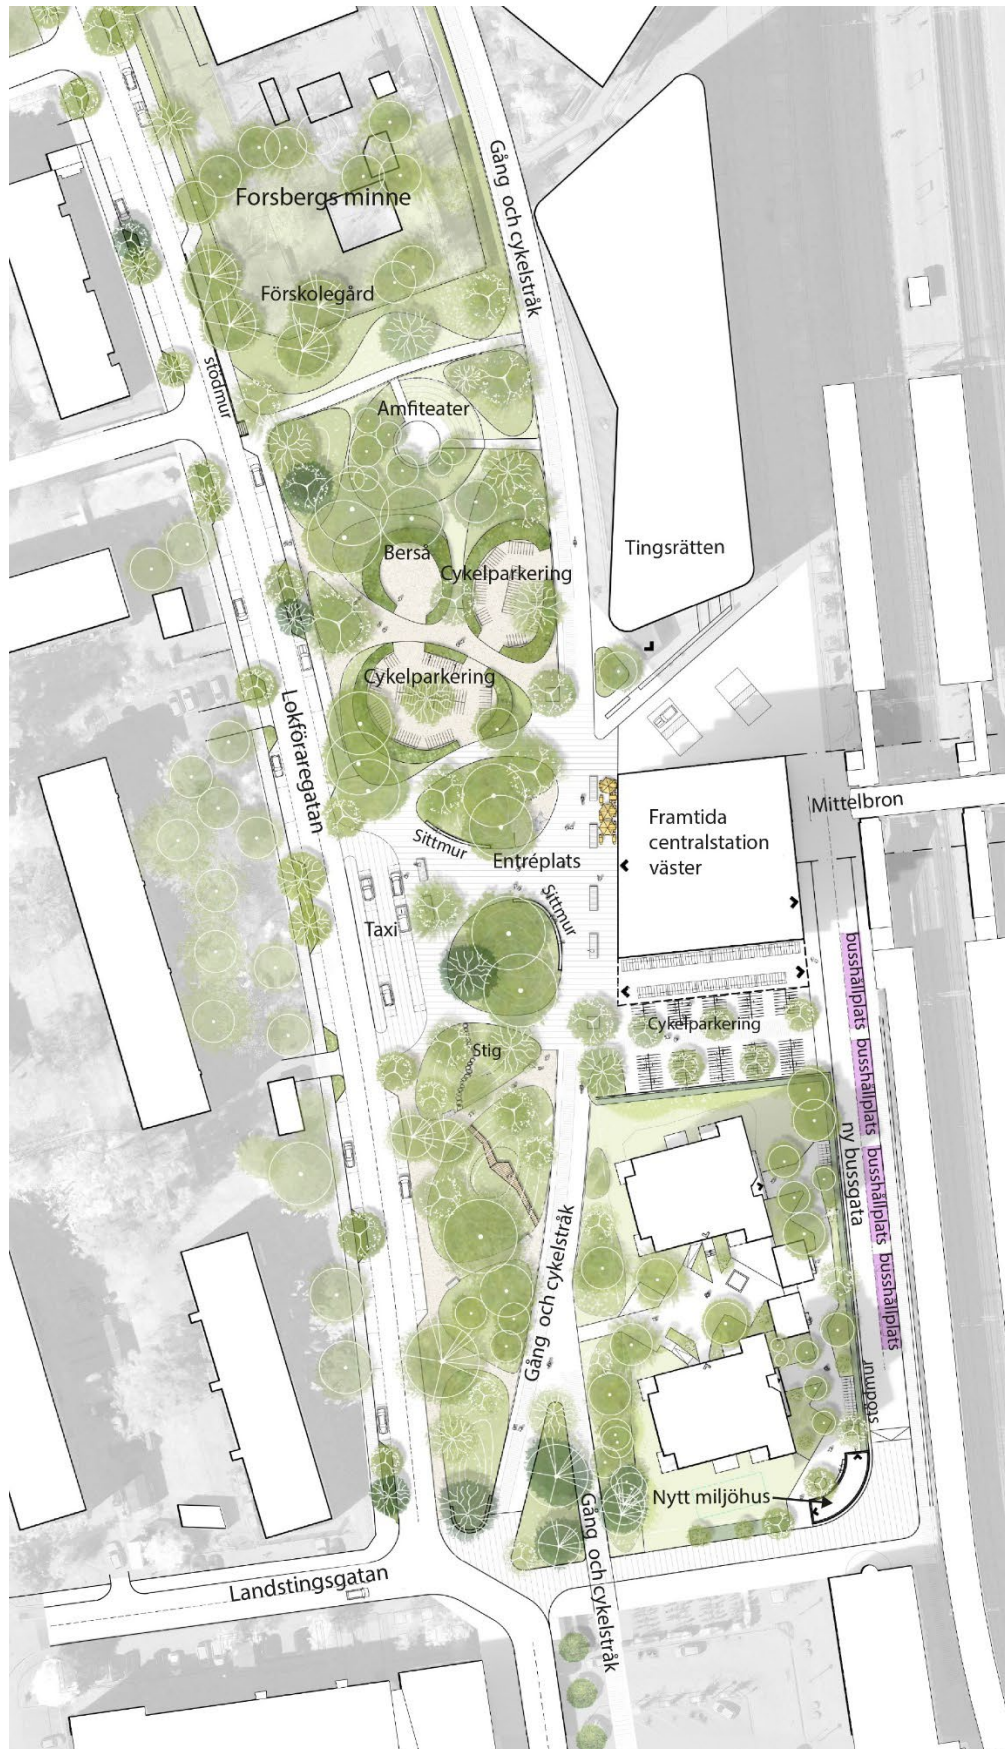 Gång och cykelstråk
Forsbergs minne
Förskolegård
stödmur
Amfiteater
Berså
Cykelparkering
Tingsrätten
Cykelparkering
Lokföraregatan
Mittelbron
Framtida
centralstation
väster
Sittmur
Entréplats
Sittmur
Taxi
busshållplats
Cykelparkering
Stig
busshållplats
ny bussgata
busshållplats
Gång och cykelstråk
busshållplats
stödmur
Nytt miljöhus
Gång och cykelstråk
Landstingsgatan